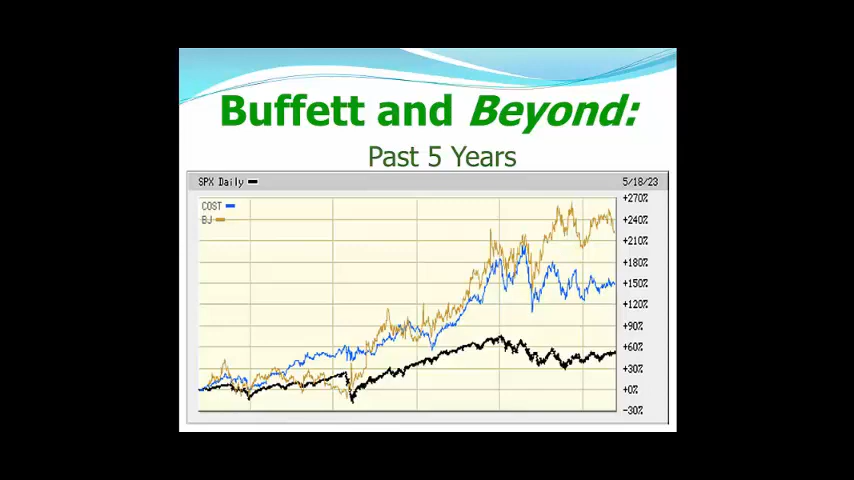 Buffett and Beyond:
Past 5 Years
SPX Daily
5/18/23
COST
BJ
+270%
+240%
+210%
+180%
+150%
+120%
+90%
+60%
+30%
+0%
-30%